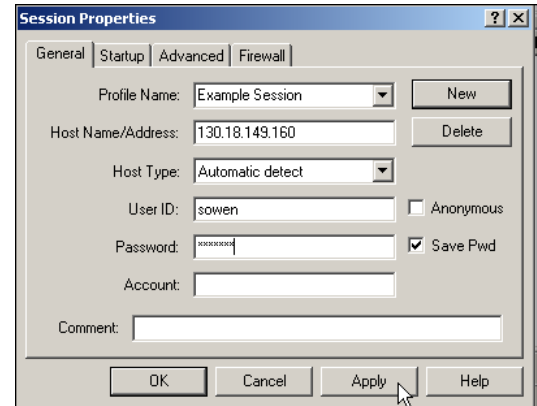 Session Properties
General Startup Advanced Firewall
Profile Name: Example Session New
Host Name/Address: 130.18.149.160 Delete
Host Type: Automatic detect
User ID: sowen Anonymous
Password: ******* Save Pwd
Account:
Comment:
OK Cancel Apply Help